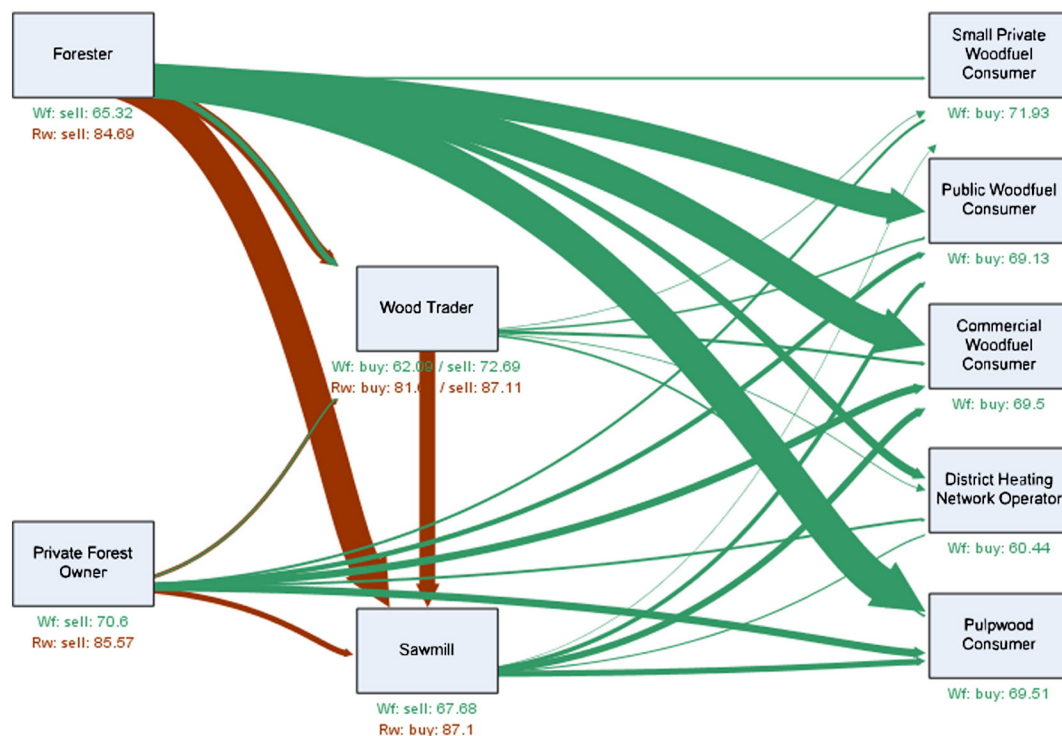 Forester
Wf: sell: 65.32
Rw: sell: 84.69
Small Private
Woodfuel
Consumer
Wf: buy: 71.93
Public Woodfuel
Consumer
Wf: buy: 69.13
Wood Trader
Wf: buy: 62.09 / sell: 72.69
Rw: buy: / sell: 87.11
Commercial
Woodfuel
Consumer
Wf: buy: 69.5
District Heating
Network Operator
Wf: buy: 60.44
Private Forest
Owner
Wf: sell: 70.6
Rw: sell: 85.57
Sawmill
Wf: sell: 67.68
Rw: buy: 87.1
Pulpwood
Consumer
Wf: buy: 69.51